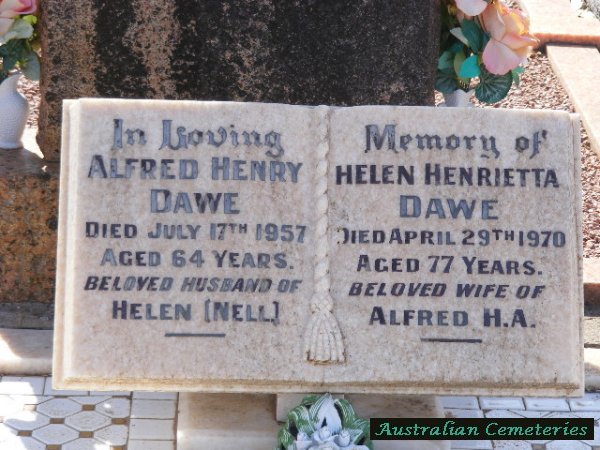 In Loving
ALFRED HENRY
DAWE
DIED JULY 17TH 1957
AGED 64 YEARS.
BELOVED HUSBAND OF
HELEN (NELL)
Memory of
HELEN HENRIETTA
DAWE
DIED APRIL 29TH 1970
AGED 77 YEARS.
BELOVED WIFE OF
ALFRED H.A.
Australian Cemeteries